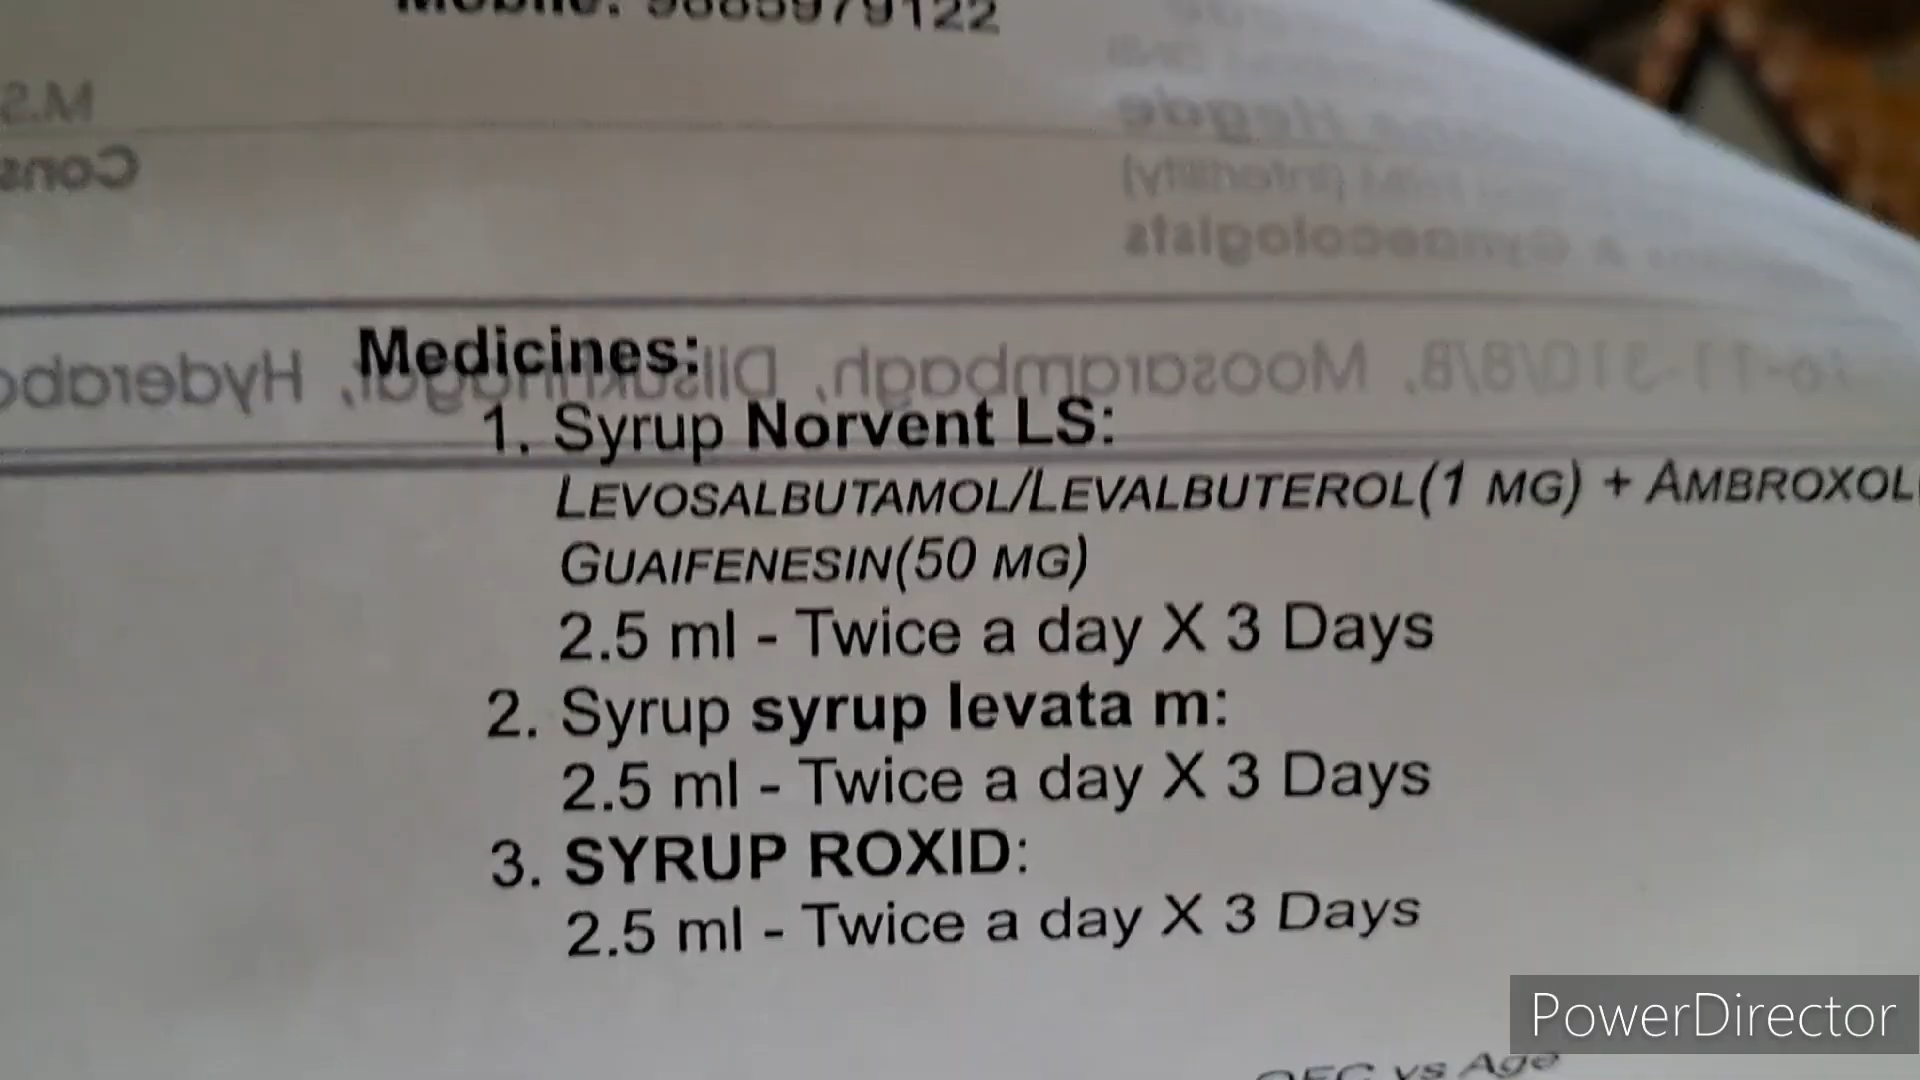 Mobile: 9885979122
Medicines:
1. Syrup Norvent LS:
LEVOSALBUTAMOL/LEVALBUTEROL(1 MG) + AMBROXOL
GUAIFENESIN(50 MG)
2.5 ml - Twice a day X 3 Days
2. Syrup syrup levata m:
2.5 ml - Twice a day X 3 Days
3. SYRUP ROXID:
2.5 ml - Twice a day X 3 Days
vs Age
PowerDirector